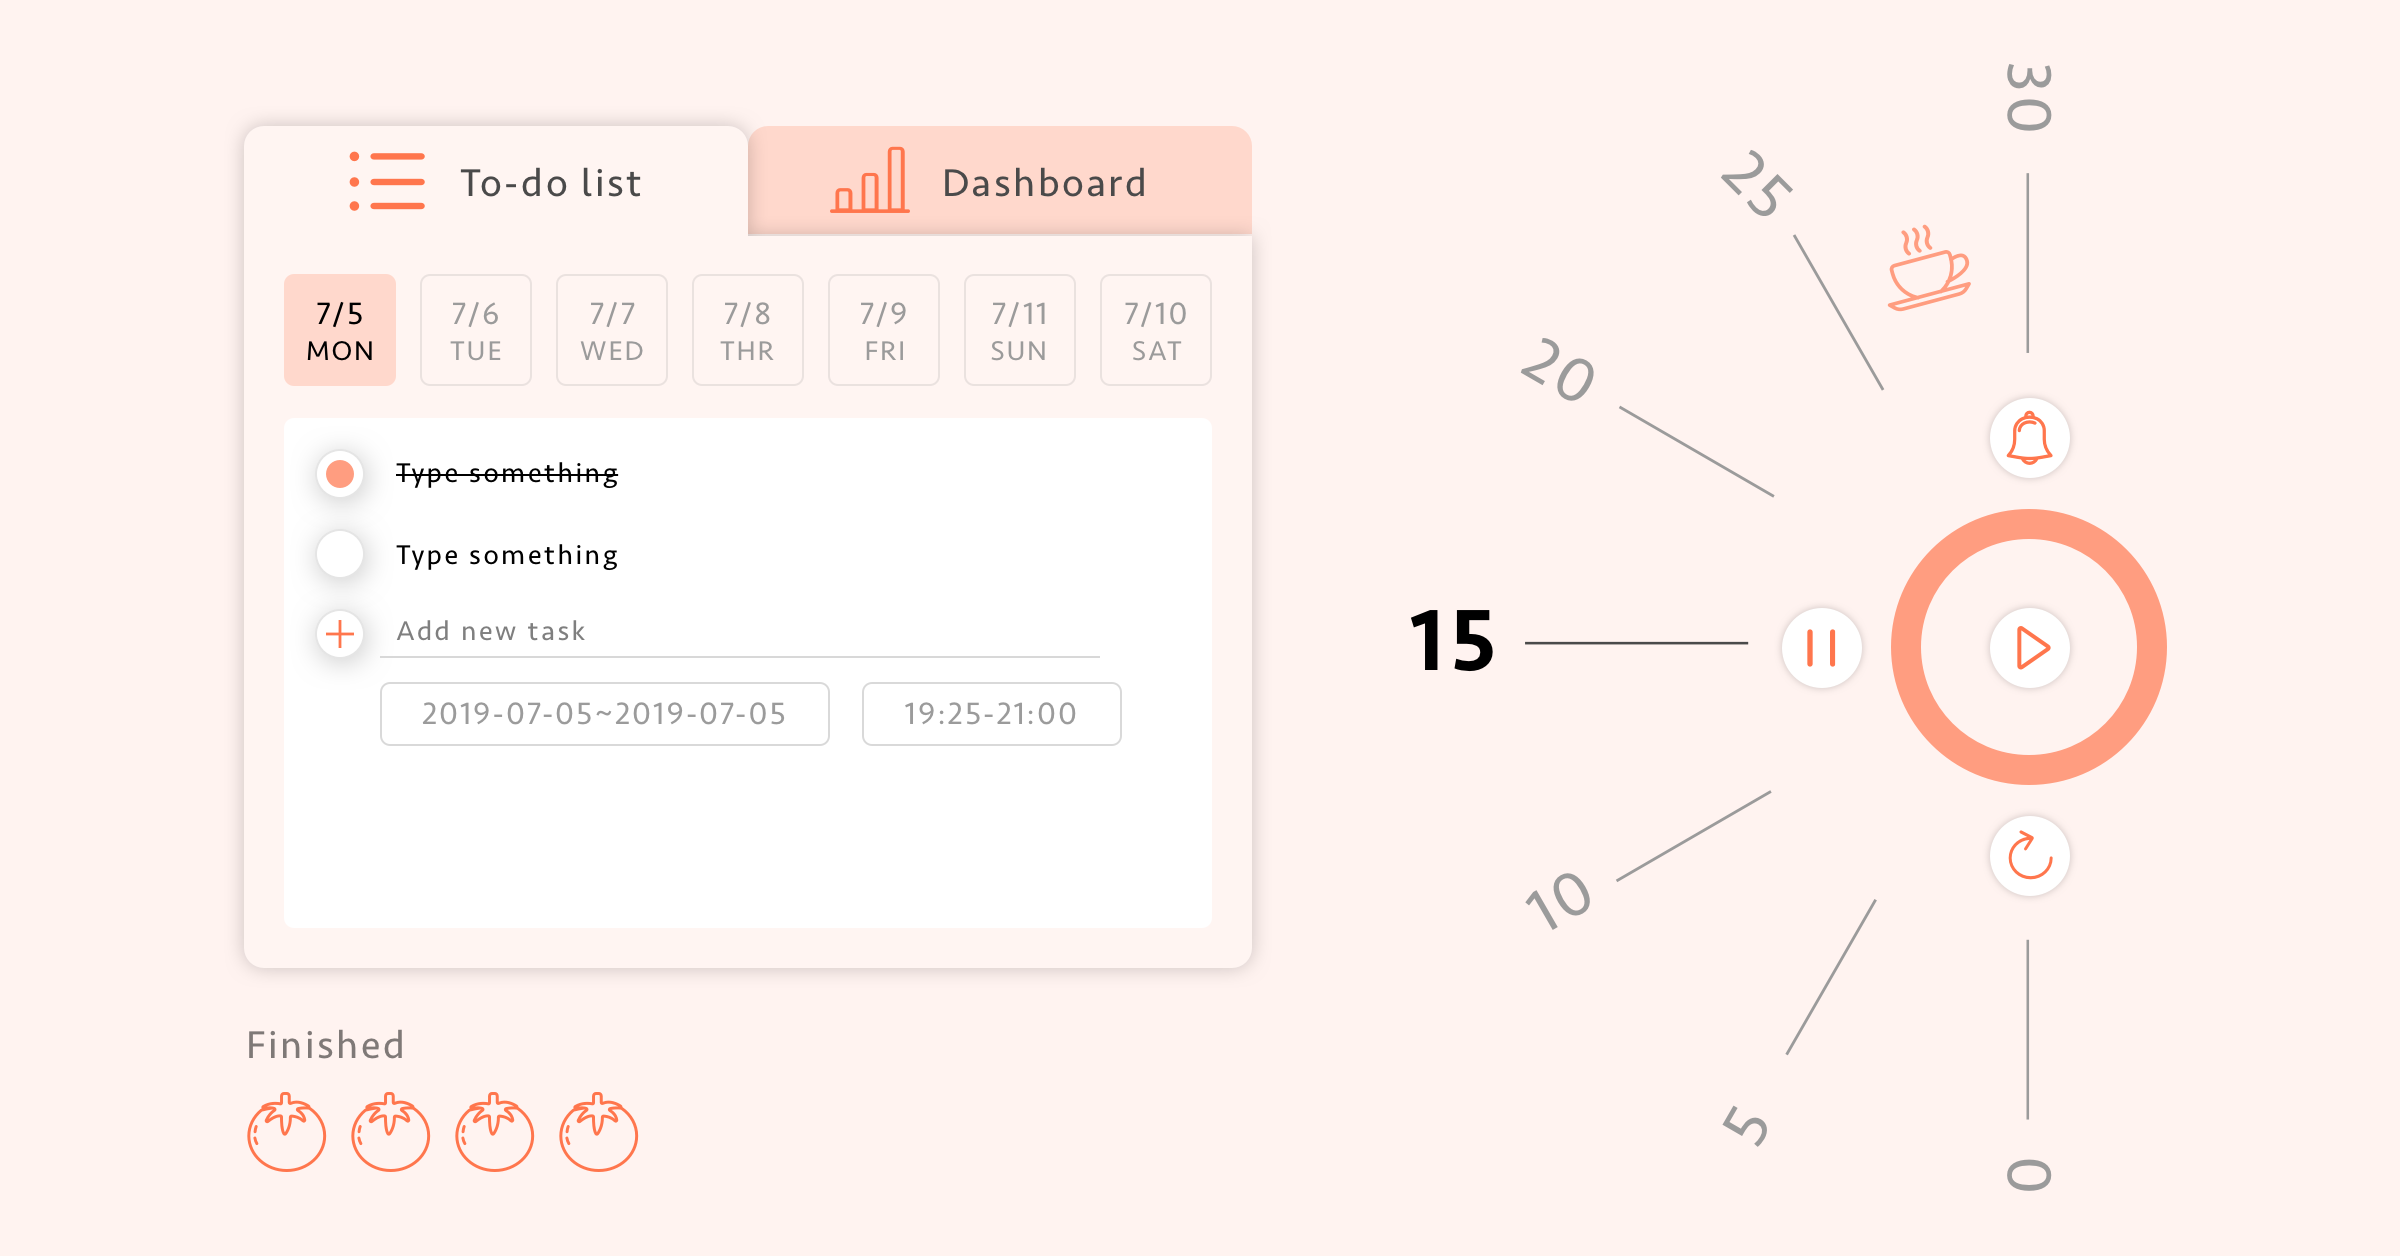 To-do list
Dashboard
7/5
MON
7/6
TUE
7/7
WED
7/8
THR
7/9
FRI
7/11
SUN
7/10
SAT
Type something
Type something
Add new task
2019-07-05~2019-07-05
19:25-21:00
Finished
30
25
20
15
10
5
0